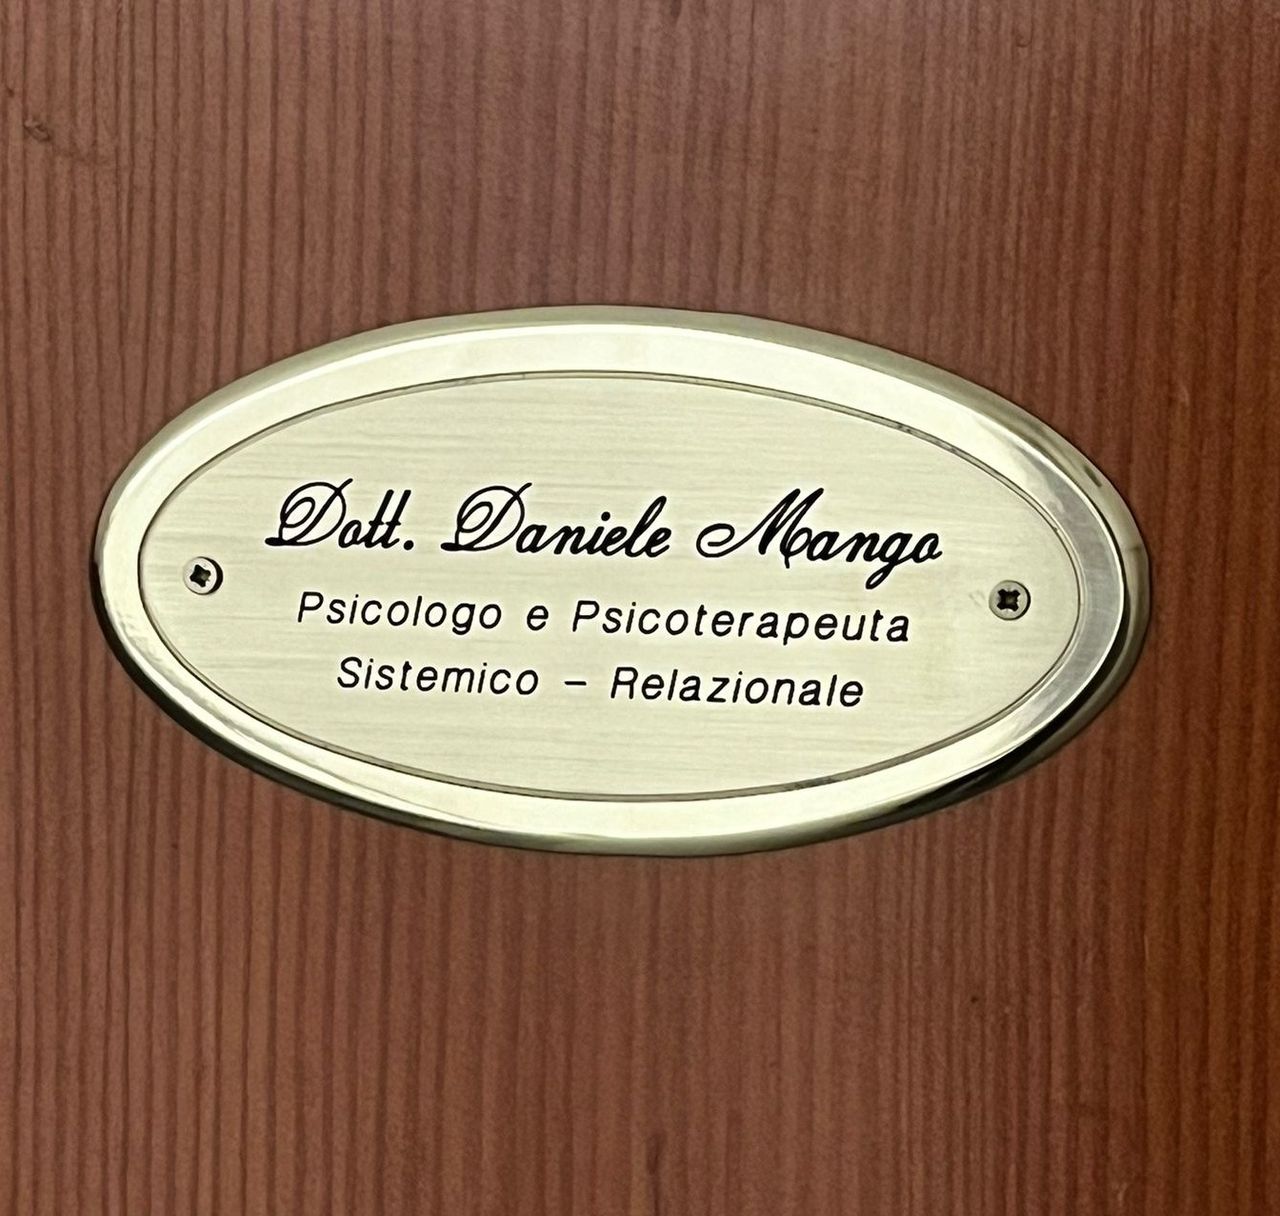 Dott. Daniele Mango
Psicologo e Psicoterapeuta
Sistemico – Relazionale